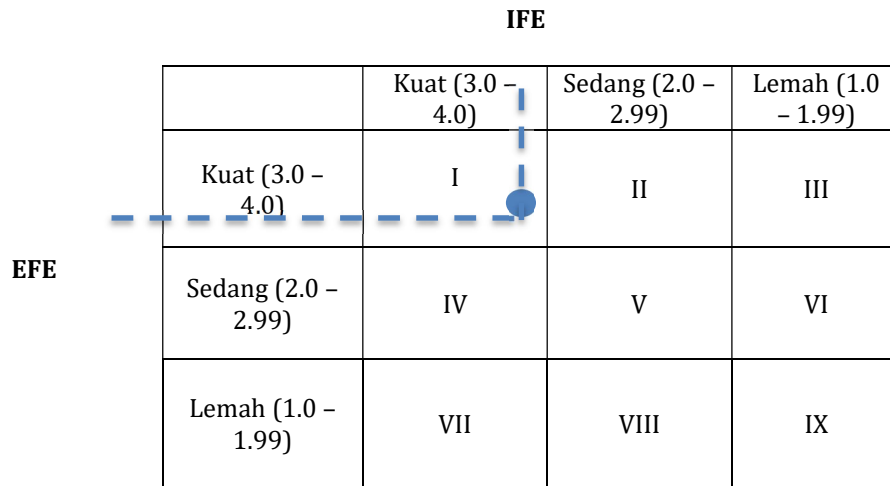 IFE
Kuat (3.0 –
4.0)
Sedang (2.0 –
2.99)
Lemah (1.0
– 1.99)
Kuat (3.0 –
4.0)
I
II
III
EFE
Sedang (2.0 –
2.99)
IV
V
VI
Lemah (1.0 –
1.99)
VII
VIII
IX